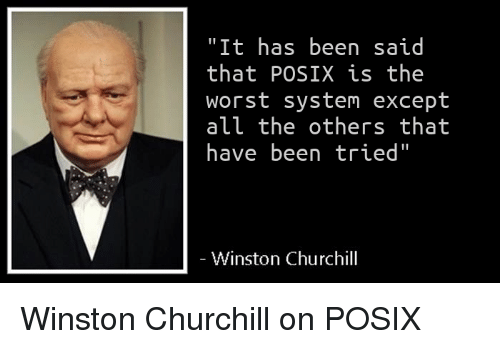 "It has been said
that POSIX is the
worst system except
all the others that
have been tried"
- Winston Churchill
Winston Churchill on POSIX